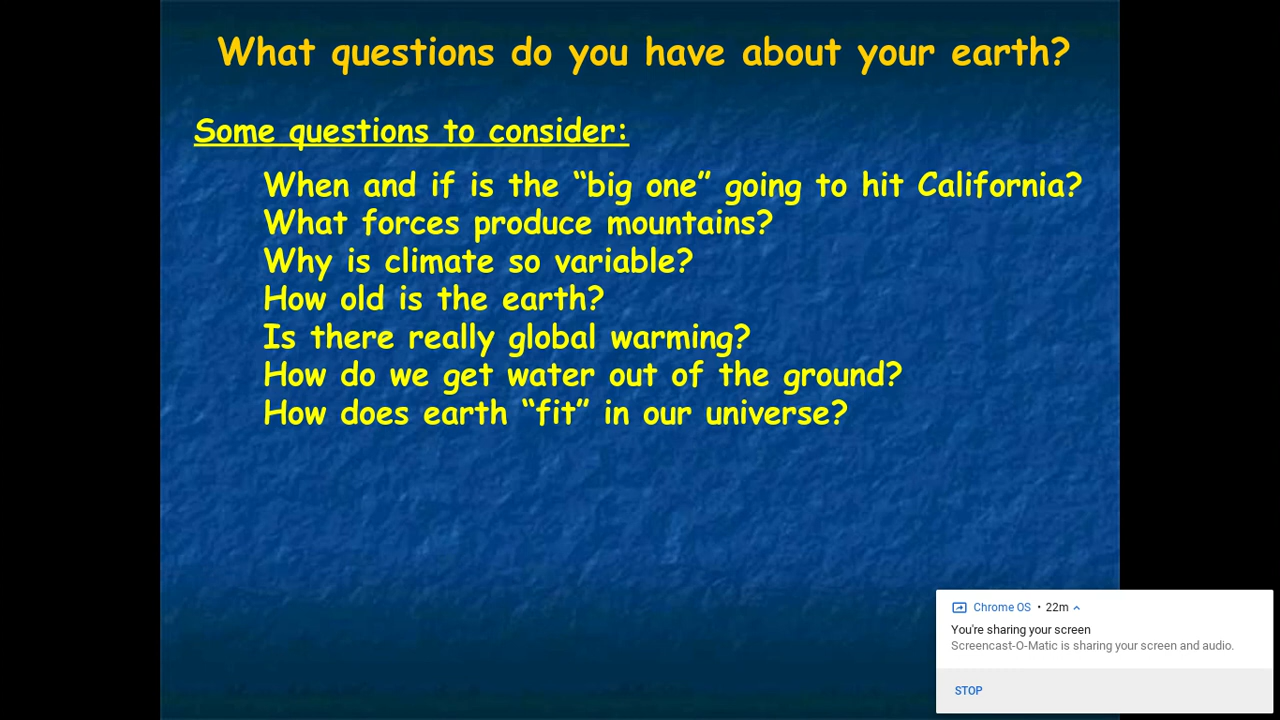 What questions do you have about your earth?
Some questions to consider:
When and if is the “big one” going to hit California?
What forces produce mountains?
Why is climate so variable?
How old is the earth?
Is there really global warming?
How do we get water out of the ground?
How does earth “fit” in our universe?
Chrome OS • 22m
You're sharing your screen
Screencast-O-Matic is sharing your screen and audio.
STOP